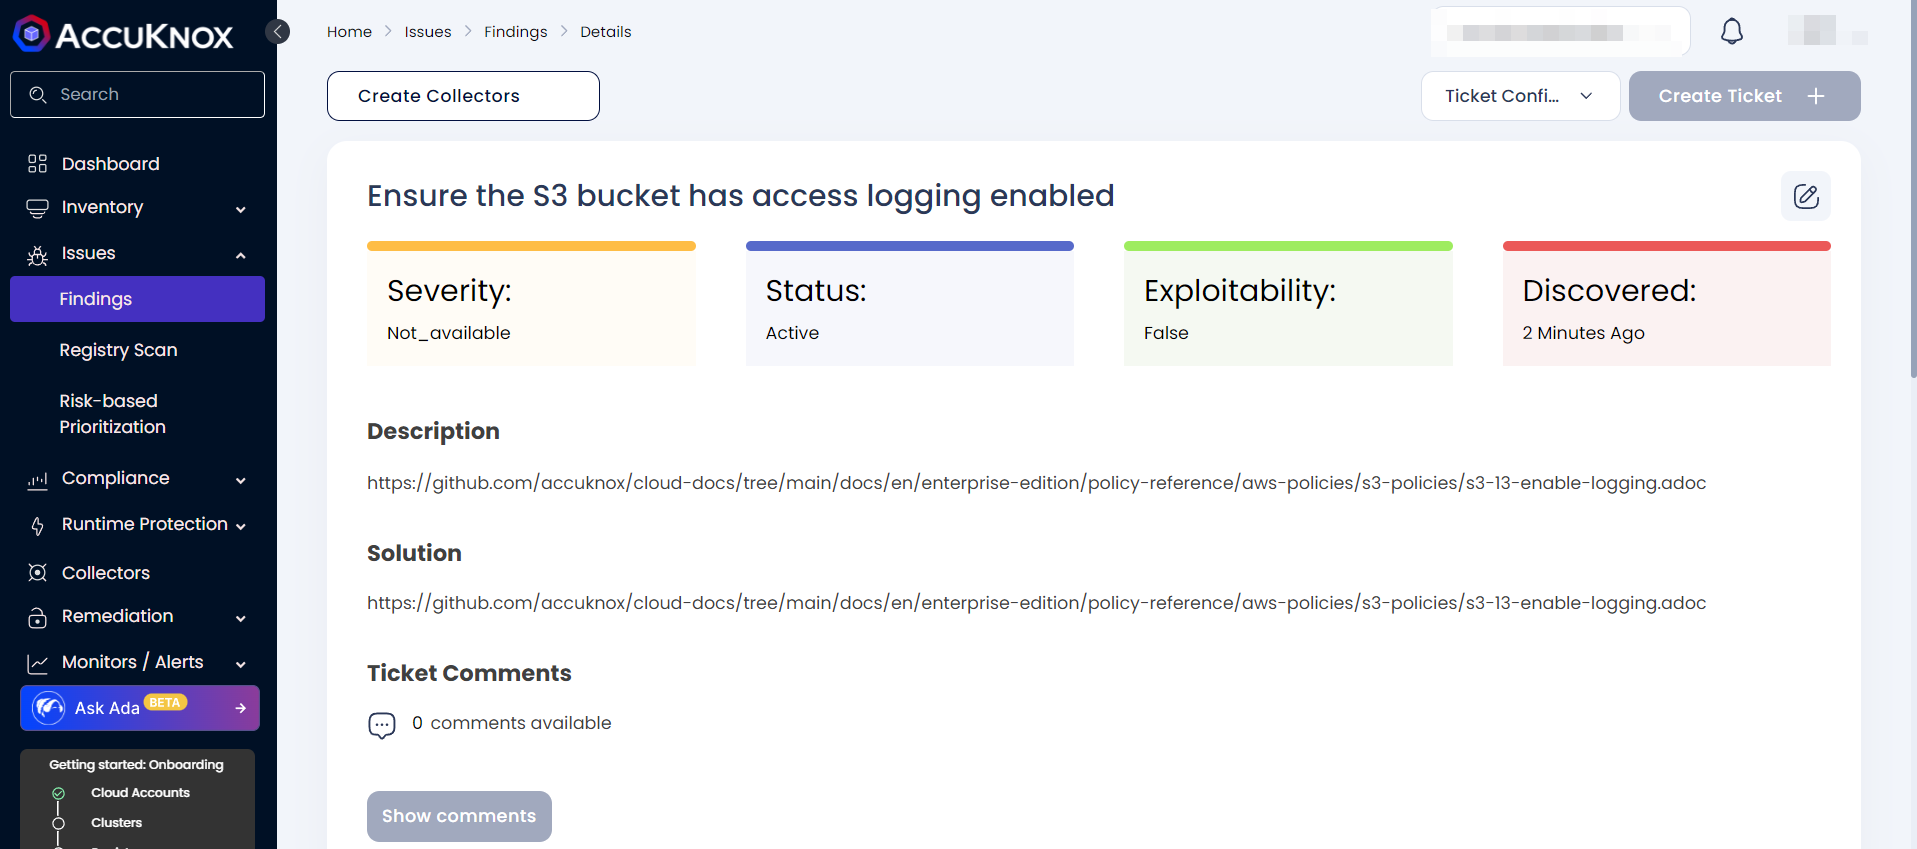 ACCUKNOX
Home > Issues > Findings > Details
Search
Create Collectors
Ticket Confi...
Create Ticket +
Dashboard
Inventory
Issues
Findings
Registry Scan
Risk-based
Prioritization
Compliance
Runtime Protection
Collectors
Remediation
Monitors / Alerts
Ask Ada BETA
Getting started: Onboarding
Cloud Accounts
Clusters
Ensure the S3 bucket has access logging enabled
Severity:
Not_available
Status:
Active
Exploitability:
False
Discovered:
2 Minutes Ago
Description
https://github.com/accuknox/cloud-docs/tree/main/docs/en/enterprise-edition/policy-reference/aws-policies/s3-policies/s3-13-enable-logging.adoc
Solution
https://github.com/accuknox/cloud-docs/tree/main/docs/en/enterprise-edition/policy-reference/aws-policies/s3-policies/s3-13-enable-logging.adoc
Ticket Comments
0 comments available
Show comments